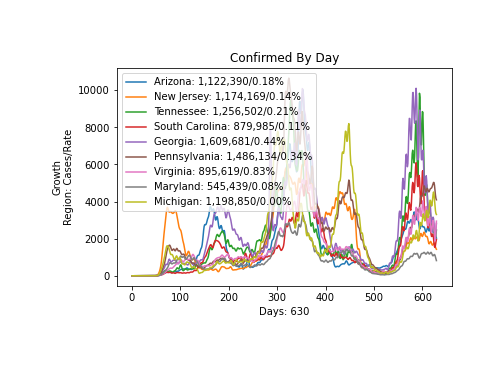 Confirmed By Day
Growth
Region: Cases/Rate
10000
8000
6000
4000
2000
0
Arizona: 1,122,390/0.18%
New Jersey: 1,174,169/0.14%
Tennessee: 1,256,502/0.21%
South Carolina: 879,985/0.11%
Georgia: 1,609,681/0.44%
Pennsylvania: 1,486,134/0.34%
Virginia: 895,619/0.83%
Maryland: 545,439/0.08%
Michigan: 1,198,850/0.00%
0 100 200 300 400 500 600
Days: 630